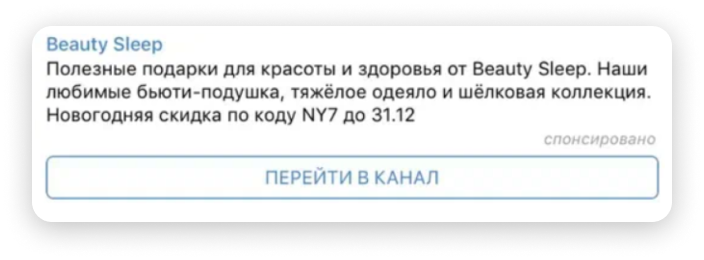 Beauty Sleep
Полезные подарки для красоты и здоровья от Beauty Sleep. Наши
любимые бьюти-подушка, тяжёлое одеяло и шёлковая коллекция.
Новогодняя скидка по коду NY7 до 31.12
спонсировано
ПЕРЕЙТИ В КАНАЛ